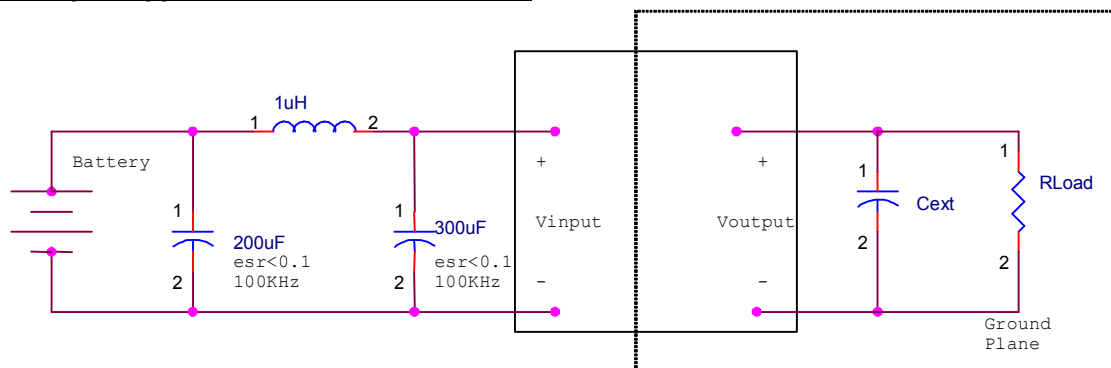 1uH
1 2
Battery
+
+
1
RLoad
1
1
1
Cext
Vinput
Voutput
300uF
200uF
esr<0.1
esr<0.1
2
2
100KHz
2
100KHz
2
-
-
Ground
Plane